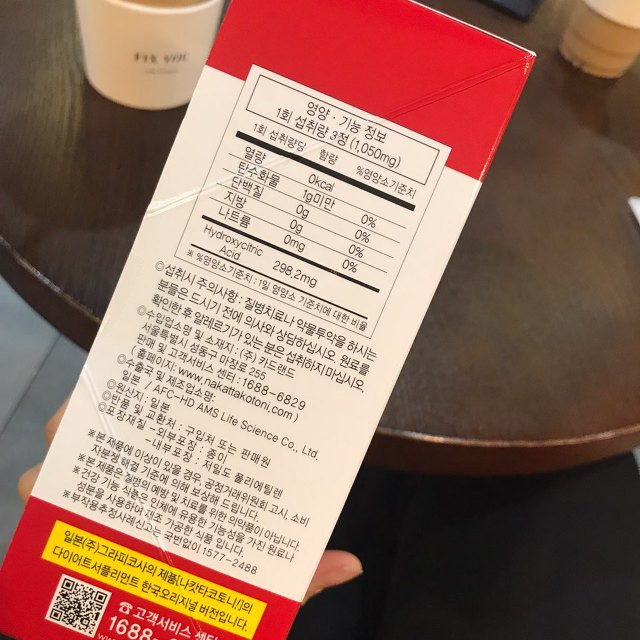 FIX YOU
영양 · 기능 정보
1회 섭취량 3정 (1,050mg)
1회 섭취량당 함량 %영양소기준치
열량 0kcal
탄수화물 1g미만 0%
단백질 0g 0%
지방 0g 0%
나트륨 0mg 0%
Hydroxycitric
Acid 298.2mg
※ %영양소기준치 : 1일 영양소 기준치에 대한 비율
◎섭취시 주의사항 : 질병치료나 약물투약을 하시는
분들은 드시기 전에 의사와 상담하십시오. 원료를
확인한 후 알레르기가 있는 분은 섭취하지 마십시오.
◎수입업소명 및 소재지 : (주) 카드랜드
서울특별시 성동구 마장로 255
판매 및 고객서비스 센터 : 1688-6829
(홈페이지: www.nakattakotoni.com)
◎수출국 및 제조업소명:
일본 / AFC-HD AMS Life Science Co., Ltd.
◎원산지: 일본
◎반품 및 교환처 : 구입처 또는 판매원
◎포장재질 -외부포장 : 종이
-내부포장 : 저밀도 폴리에틸렌
※본 제품에 이상이 있을 경우, 공정거래위원회 고시, 소비
자분쟁해결 기준에 의해 보상해 드립니다.
※본 제품은 질병의 예방 및 치료를 위한 의약품이 아닙니다.
※건강 기능 식품은 인체에 유용한 기능성을 가진 원료나
성분을 사용하여 제조 가공한 식품 입니다.
※부작용추정사례신고는 국번없이 1577-2488
일본(주)그라피코사의 제품[나캇타코토니!]의
다이어트서플리먼트 한국오리지널 버전입니다.
☎고객서비스 센터
1688-